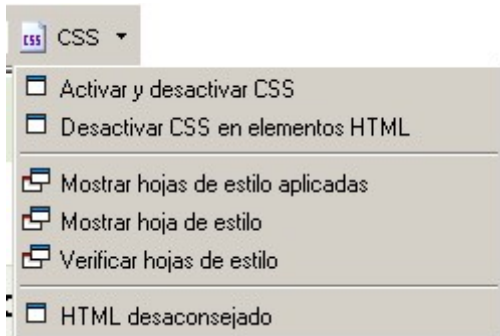 CSS CSS
Activar y desactivar CSS
Desactivar CSS en elementos HTML
Mostrar hojas de estilo aplicadas
Mostrar hoja de estilo
Verificar hojas de estilo
HTML desaconsejado